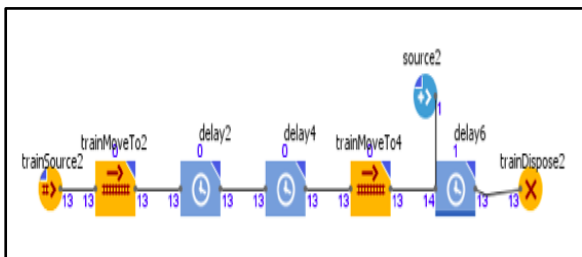 source2
trainMoveTo2 delay2 delay4 trainMoveTo4 delay6
trainSource2 0 0 0 0 1 1 trainDispose2
13 13 13 13 13 13 13 13 13 14 13 13